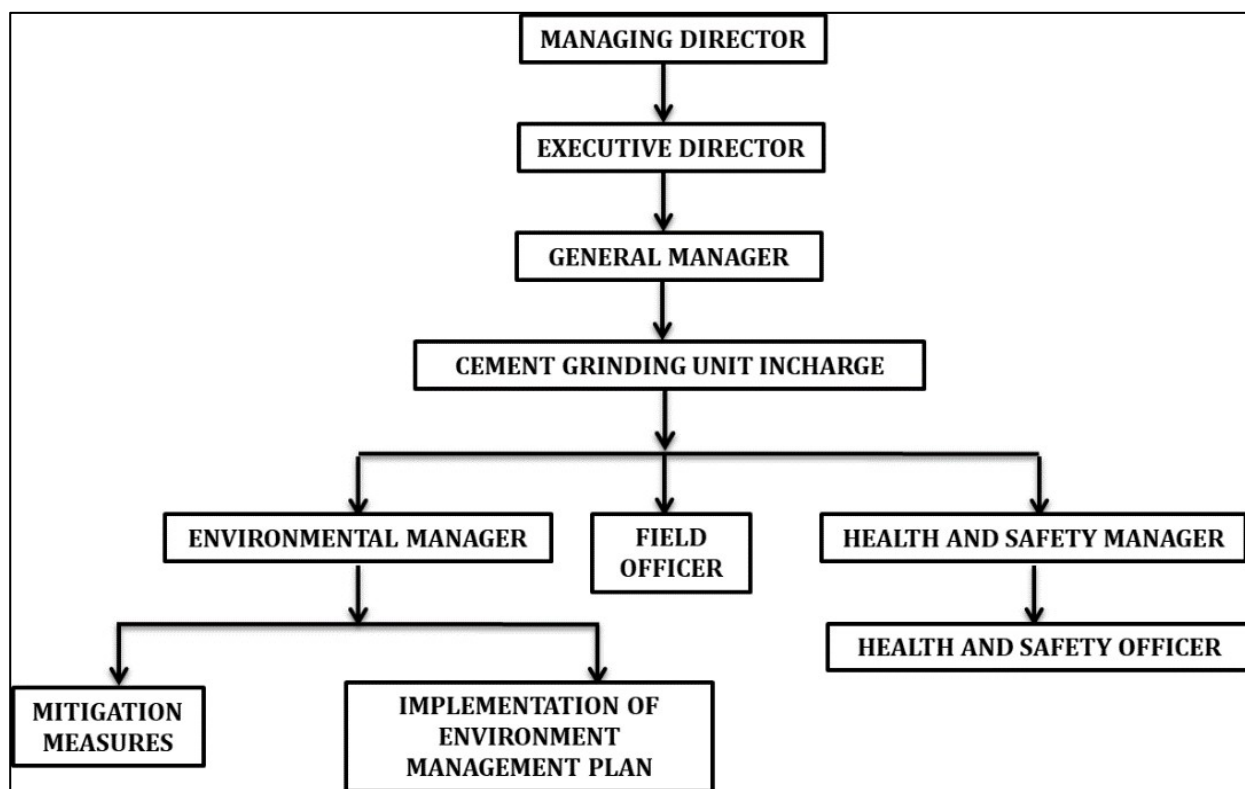 MANAGING DIRECTOR
EXECUTIVE DIRECTOR
GENERAL MANAGER
CEMENT GRINDING UNIT INCHARGE
ENVIRONMENTAL MANAGER
FIELD
OFFICER
HEALTH AND SAFETY MANAGER
HEALTH AND SAFETY OFFICER
MITIGATION
MEASURES
IMPLEMENTATION OF
ENVIRONMENT
MANAGEMENT PLAN